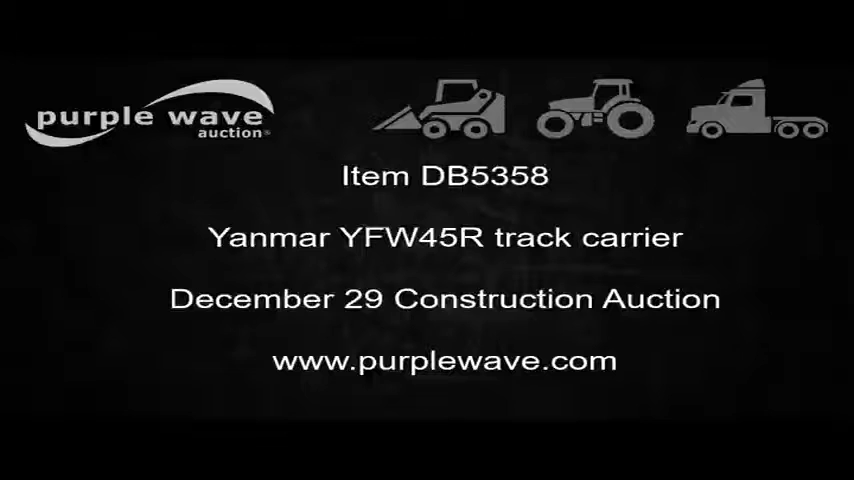 purple wave
auction®
Item DB5358
Yanmar YFW45R track carrier
December 29 Construction Auction
www.purplewave.com